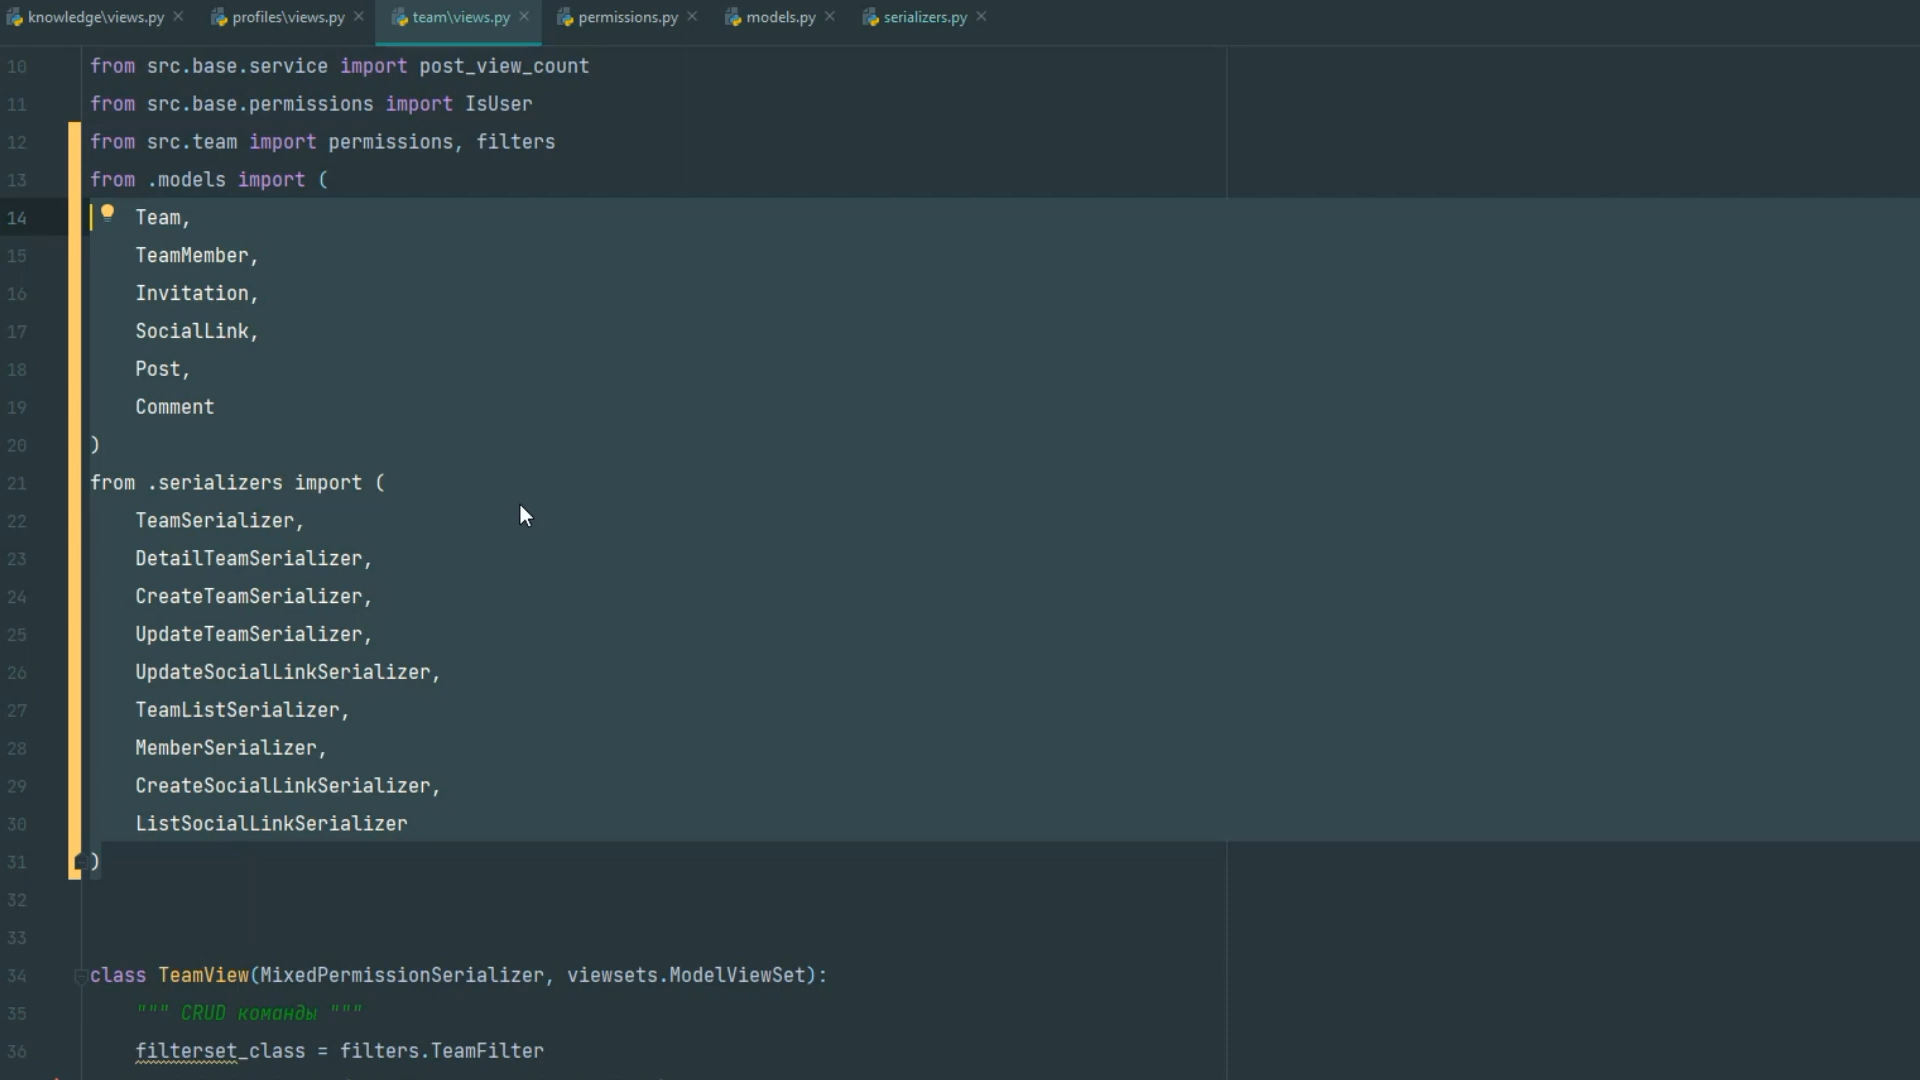 knowledge\views.py profiles\views.py team\views.py permissions.py models.py serializers.py
10 from src.base.service import post_view_count
11 from src.base.permissions import IsUser
12 from src.team import permissions, filters
13 from .models import (
14 Team,
15 TeamMember,
16 Invitation,
17 SocialLink,
18 Post,
19 Comment
20 )
21 from .serializers import (
22 TeamSerializer,
23 DetailTeamSerializer,
24 CreateTeamSerializer,
25 UpdateTeamSerializer,
26 UpdateSocialLinkSerializer,
27 TeamListSerializer,
28 MemberSerializer,
29 CreateSocialLinkSerializer,
30 ListSocialLinkSerializer
31 )
32
33
34 class TeamView(MixedPermissionSerializer, viewsets.ModelViewSet):
35 """ CRUD команды """
36 filterset_class = filters.TeamFilter